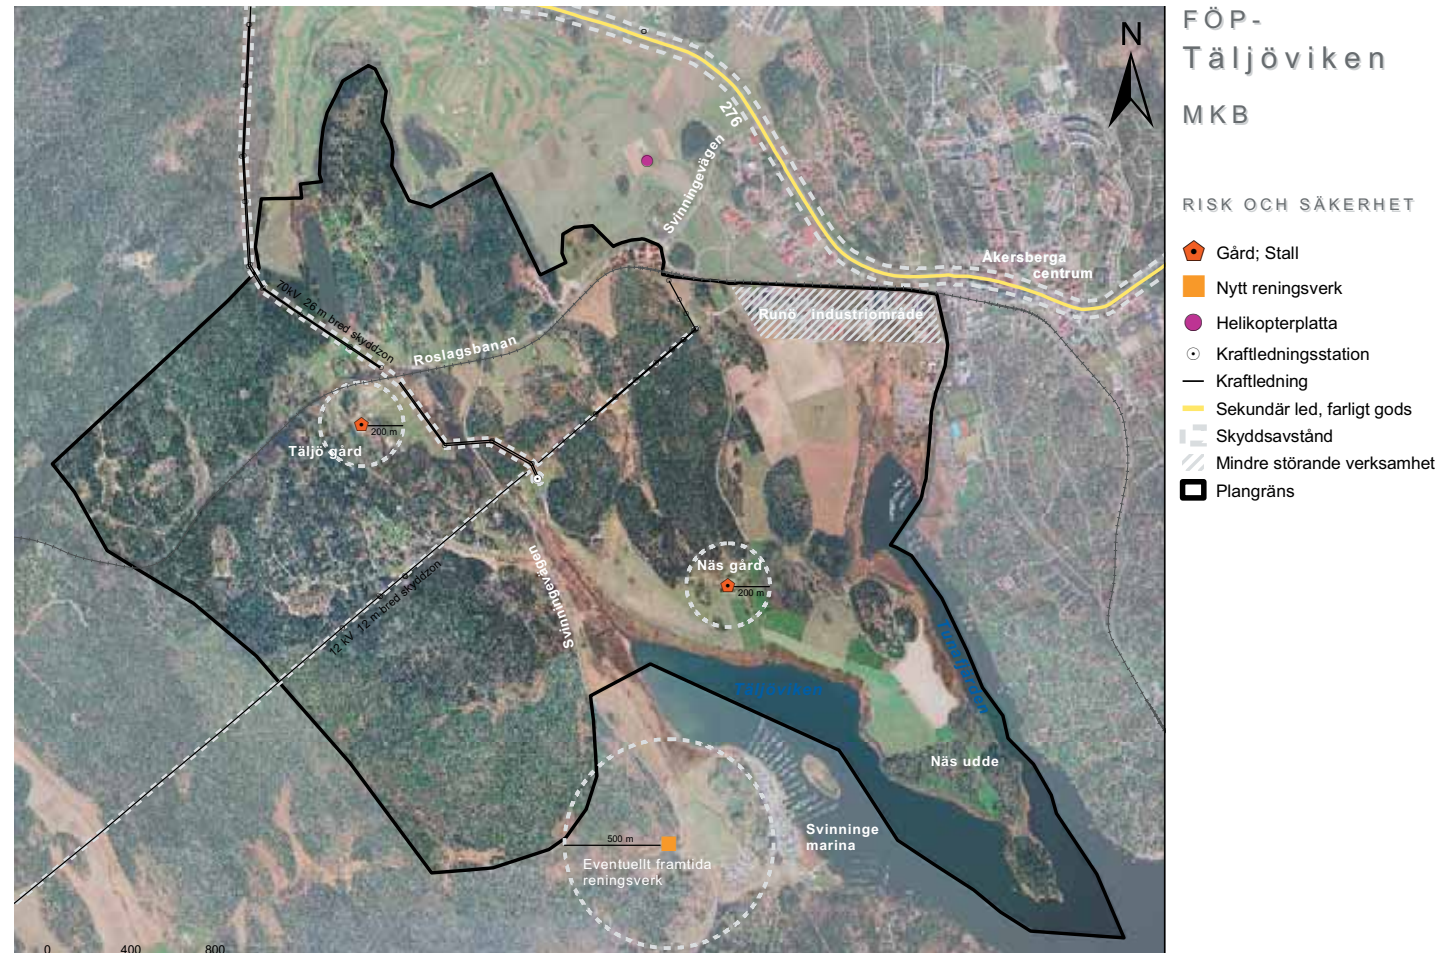 FÖP-
Täljöviken
MKB
RISK OCH SÄKERHET
Gård; Stall
Nytt reningsverk
Helikopterplatta
Kraftledningsstation
Kraftledning
Sekundär led, farligt gods
Skyddsavstånd
Mindre störande verksamhet
Plangräns
N
276
Svinningevägen
Åkersberga
centrum
Runö industriområde
70kV 26 m bred skyddzon
Roslagsbanan
200 m
Täljö gård
Svinningevägen
Näs gård
200 m
12 kV 12 m bred skyddzon
Näs udde
Svinninge
marina
500 m
Eventuellt framtida
reningsverk
0 400 800